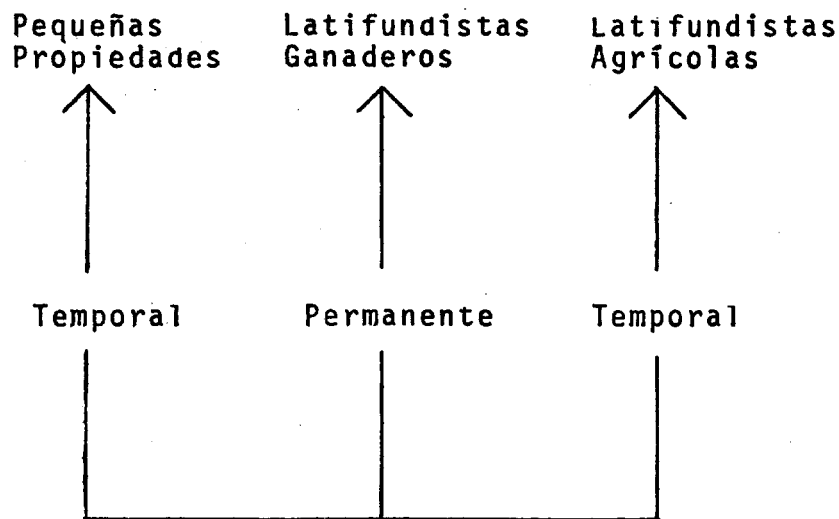 Pequeñas
Propiedades
Latifundistas
Ganaderos
Latifundistas
Agrícolas
Temporal
Permanente
Temporal